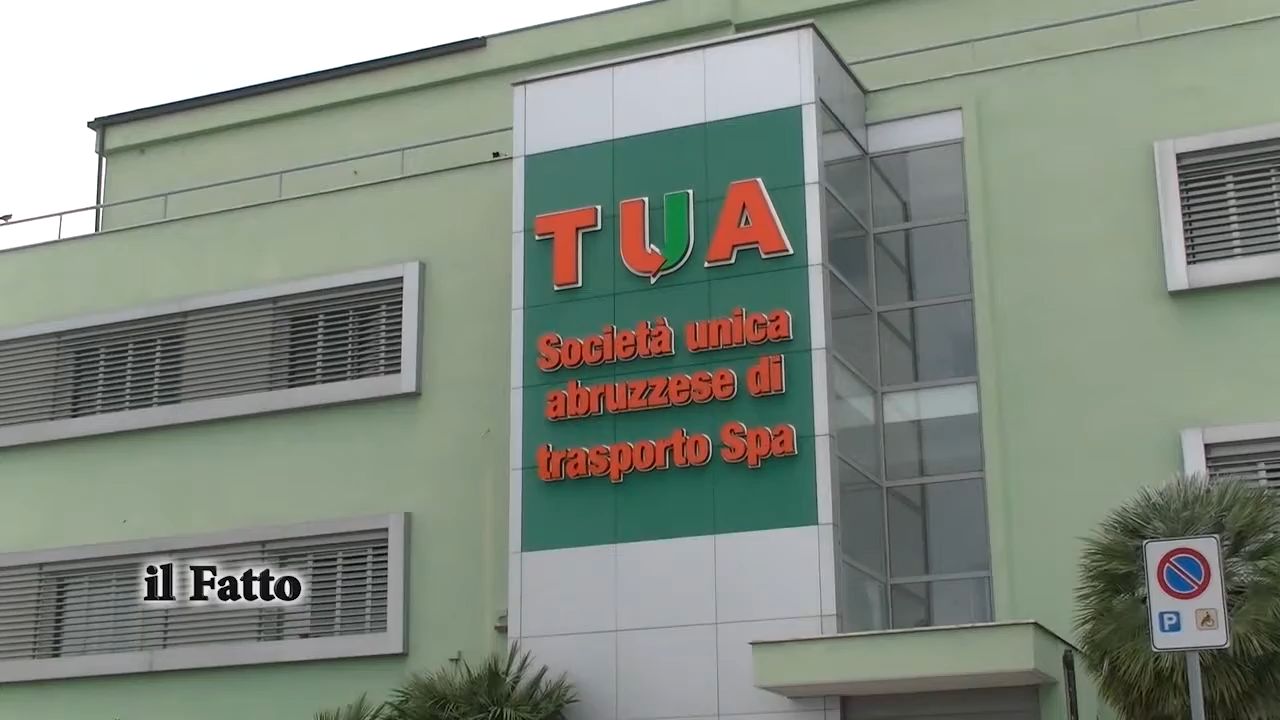 TUA
Società unica
abruzzese di
trasporto Spa
il Fatto
P